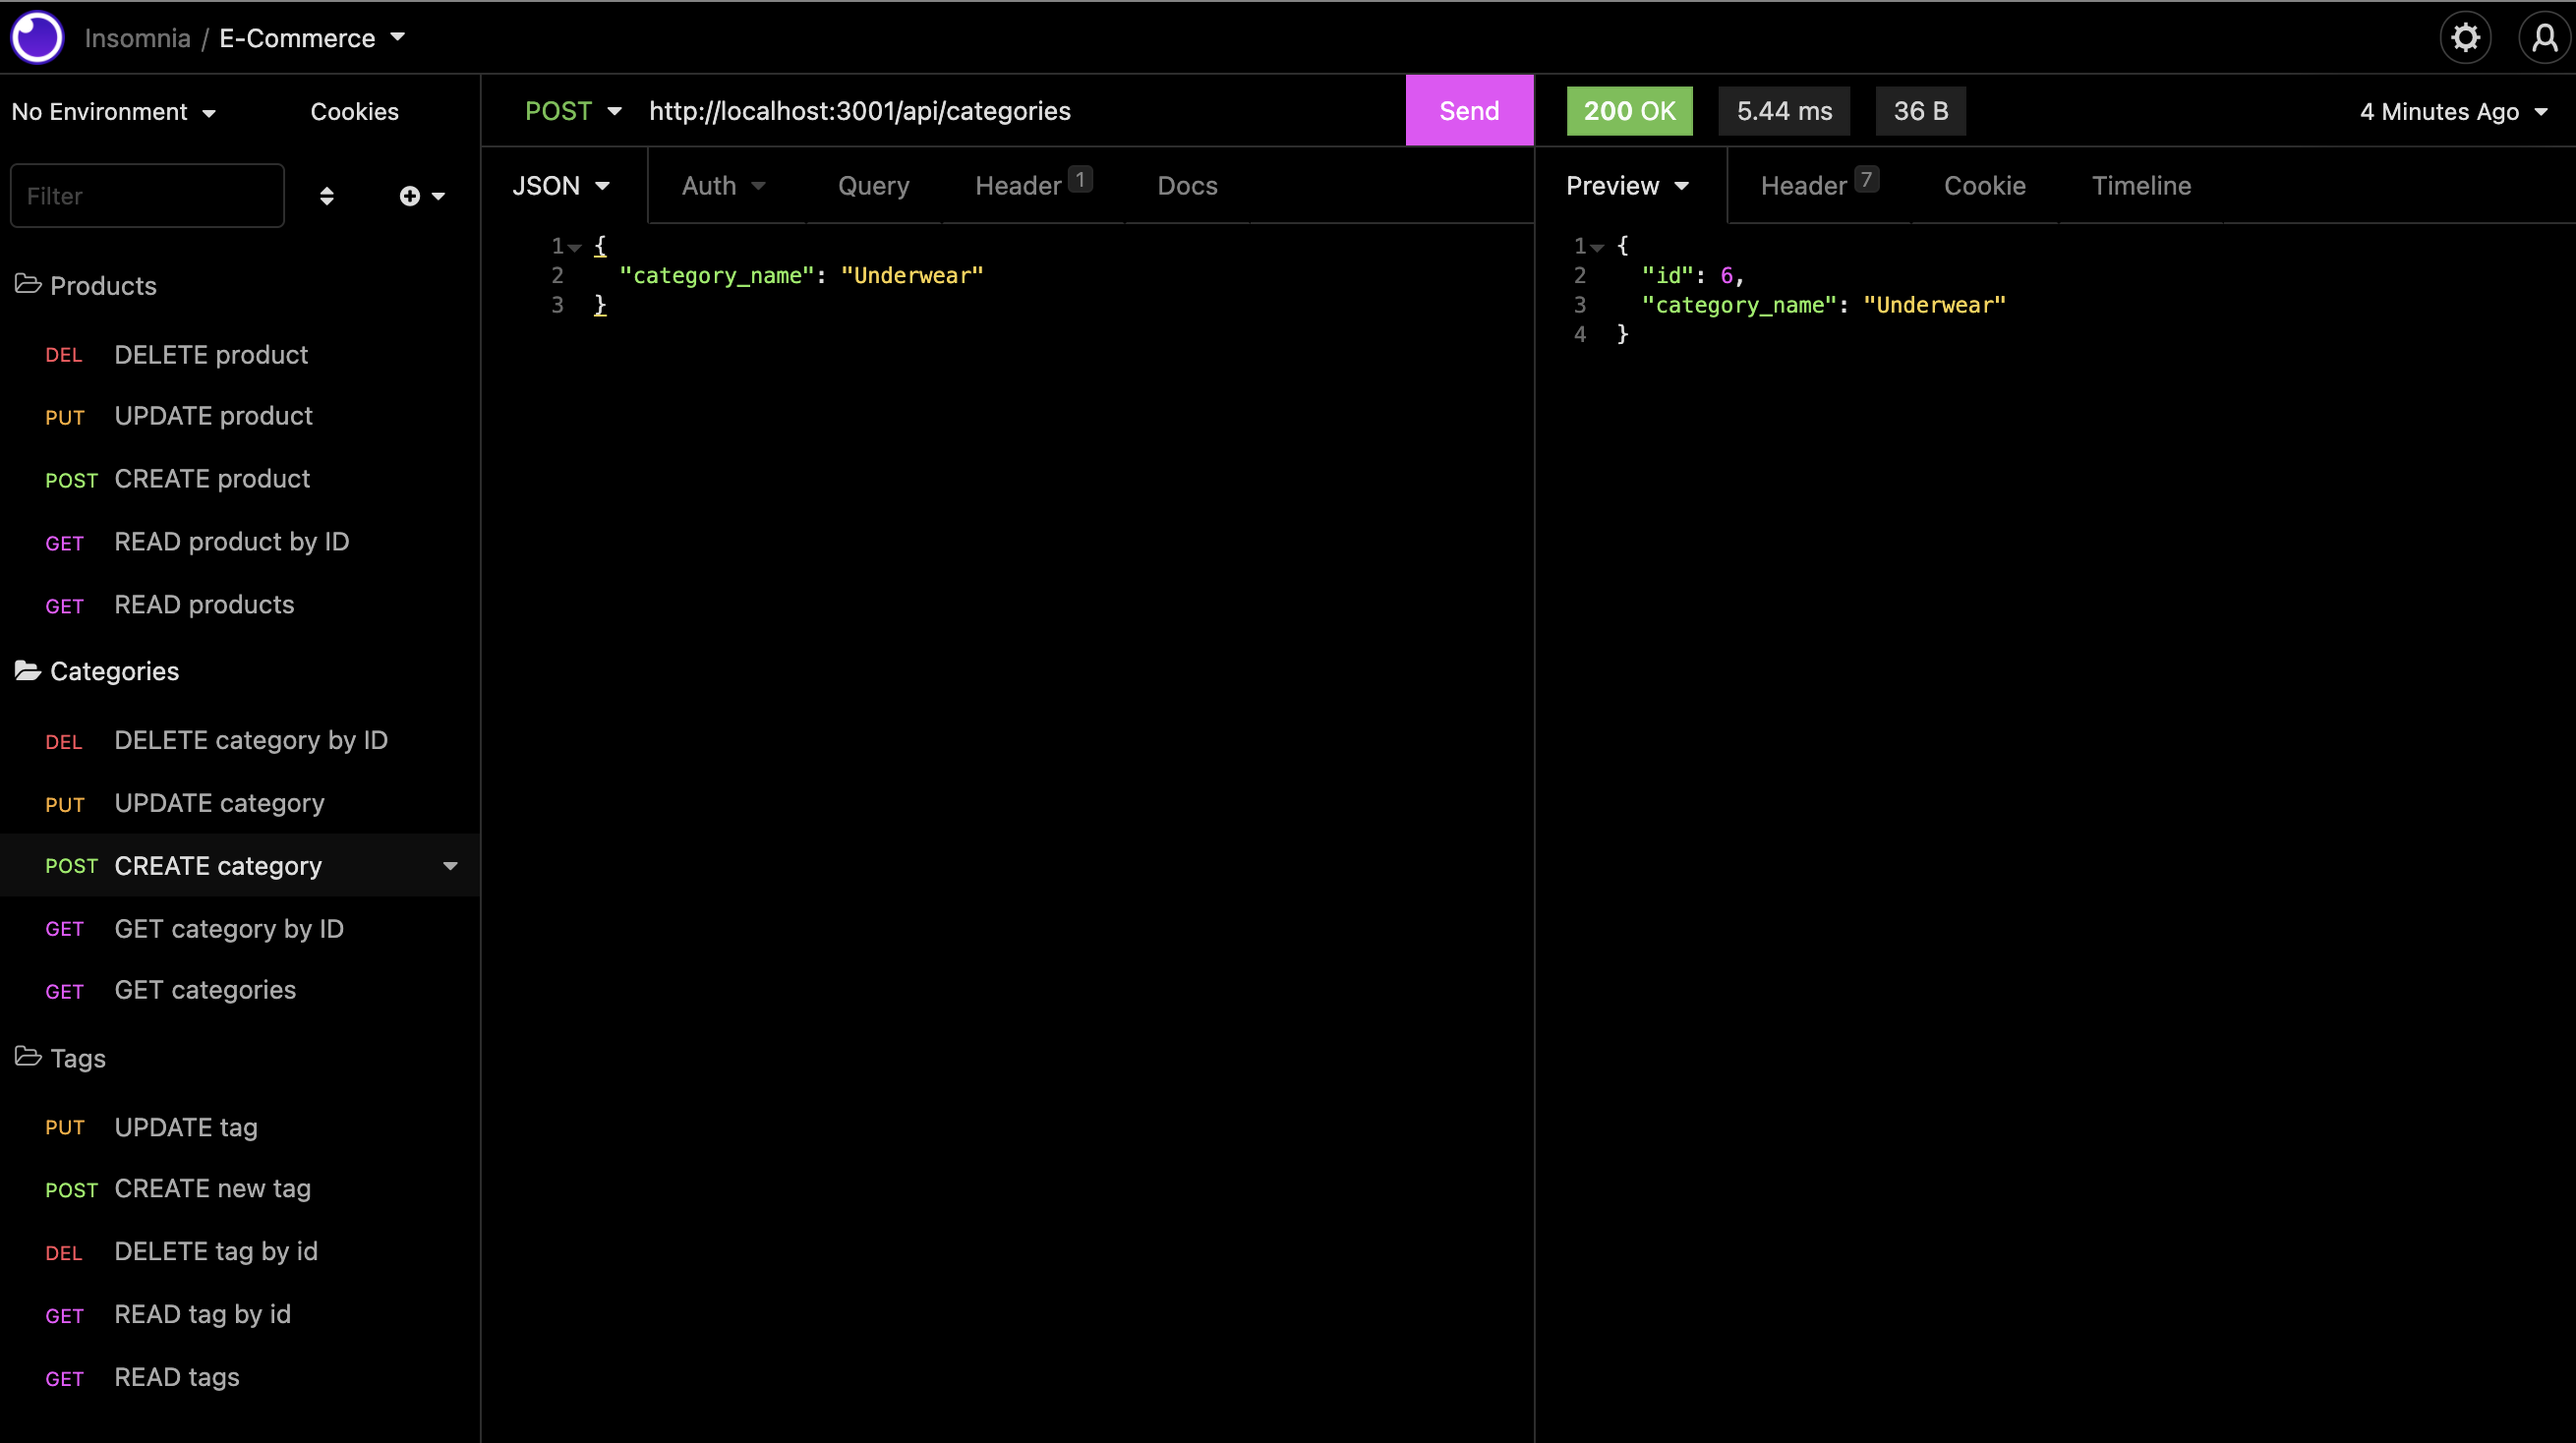 Insomnia / E-Commerce
No Environment Cookies
Filter
Products
DEL DELETE product
PUT UPDATE product
POST CREATE product
GET READ product by ID
GET READ products
Categories
DEL DELETE category by ID
PUT UPDATE category
POST CREATE category
GET GET category by ID
GET GET categories
Tags
PUT UPDATE tag
POST CREATE new tag
DEL DELETE tag by id
GET READ tag by id
GET READ tags
POST http://localhost:3001/api/categories Send
JSON Auth Query Header 1 Docs
1 {
2 "category_name": "Underwear"
3 }
200 OK 5.44 ms 36 B 4 Minutes Ago
Preview Header 7 Cookie Timeline
1 {
2 "id": 6,
3 "category_name": "Underwear"
4 }